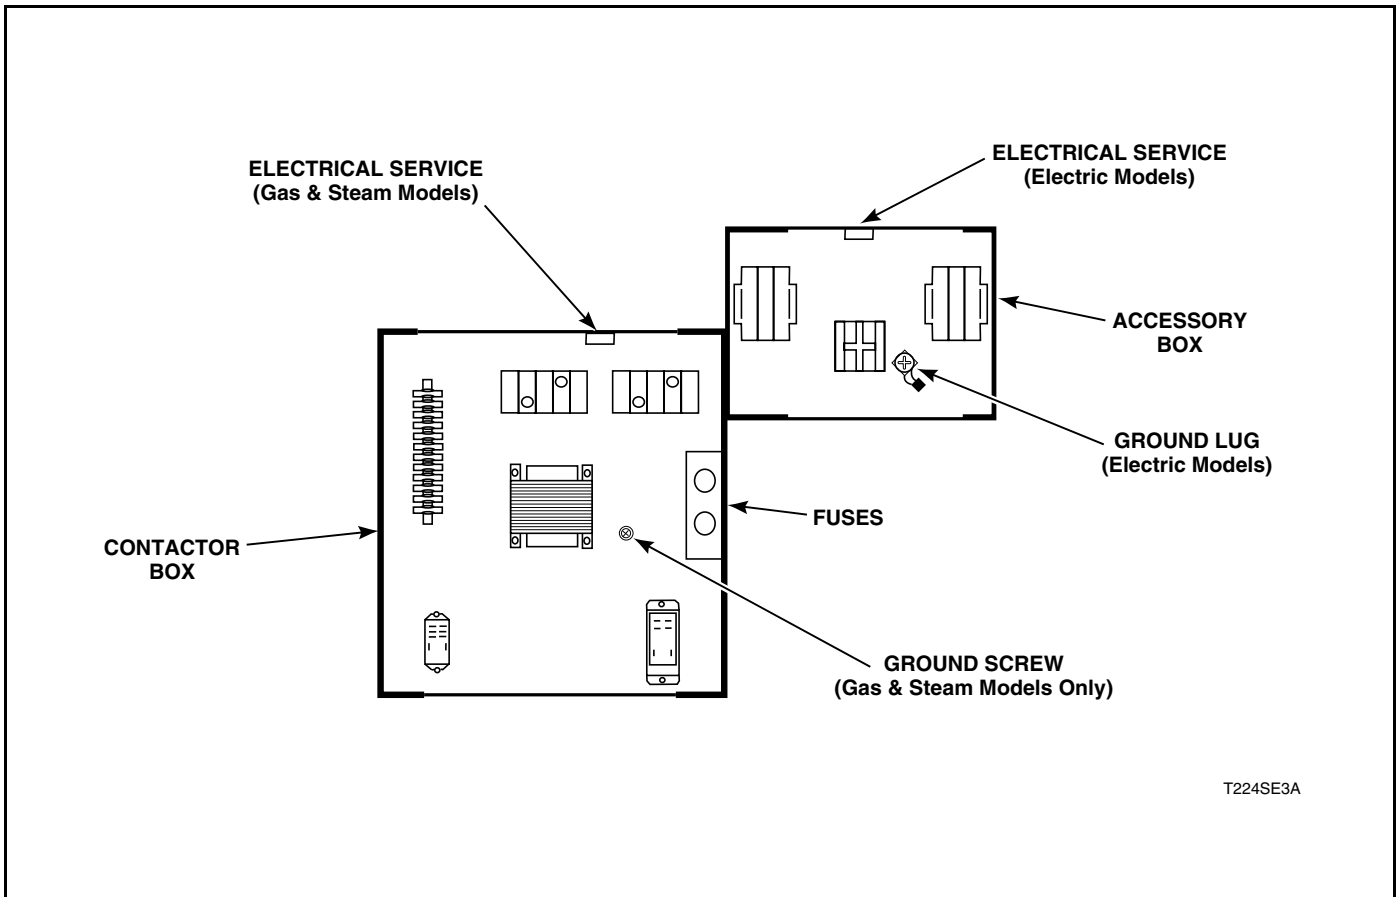 ELECTRICAL SERVICE
(Gas & Steam Models)
ELECTRICAL SERVICE
(Electric Models)
ACCESSORY
BOX
GROUND LUG
(Electric Models)
FUSES
CONTACTOR
BOX
GROUND SCREW
(Gas & Steam Models Only)
T224SE3A